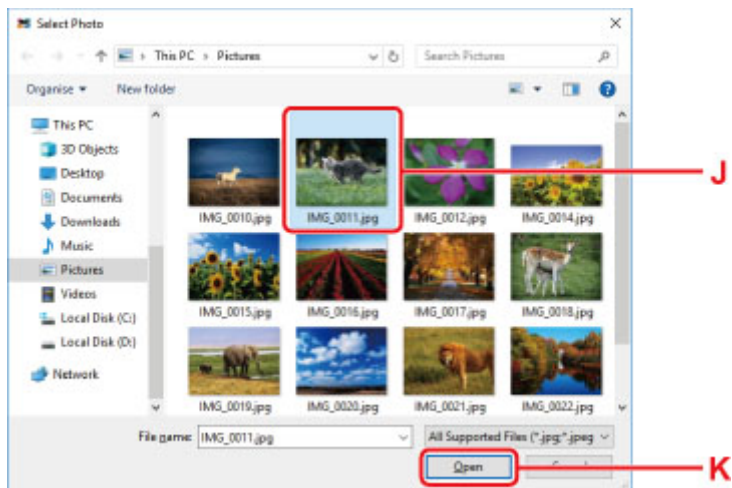 Select Photo
This PC > Pictures
Search Pictures
Organise
New folder
This PC
3D Objects
Desktop
Documents
Downloads
Music
Pictures
Videos
Local Disk (C:)
Local Disk (D:)
Network
IMG_0010.jpg
IMG_0011.jpg
IMG_0012.jpg
IMG_0014.jpg
IMG_0015.jpg
IMG_0016.jpg
IMG_0017.jpg
IMG_0018.jpg
IMG_0019.jpg
IMG_0020.jpg
IMG_0021.jpg
IMG_0022.jpg
J
File name: IMG_0011.jpg
All Supported Files (*.jpg;*.jpeg
Open
K